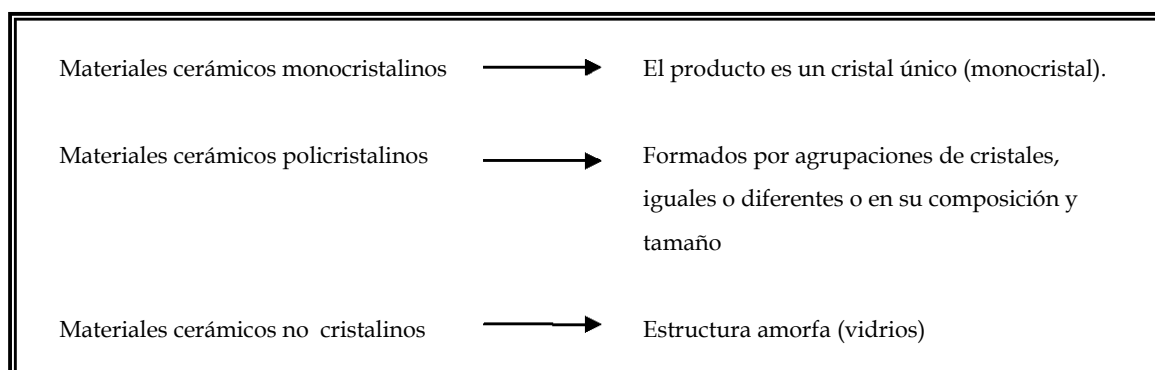 Materiales cerámicos monocristalinos El producto es un cristal único (monocristal).
Materiales cerámicos policristalinos Formados por agrupaciones de cristales,
iguales o diferentes o en su composición y
tamaño
Materiales cerámicos no cristalinos Estructura amorfa (vidrios)